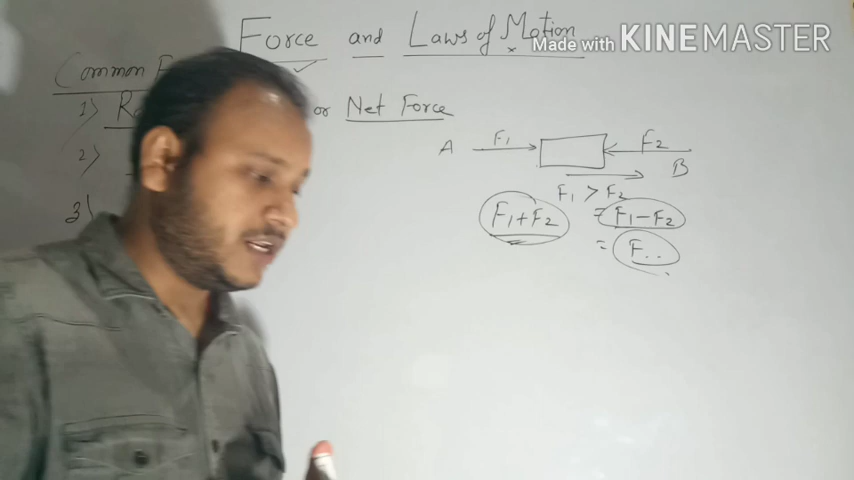 Force and Laws of Motion
Made with KINEMASTER
Common
1) or Net Force
2)
3)
A F₁ F₂ B
F₁ > F₂
F₁+F₂ = F₁-F₂
= F..